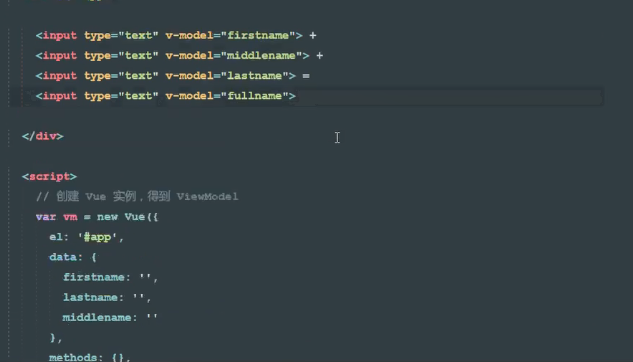 <input type="text" v-model="firstname"> +
<input type="text" v-model="middlename"> +
<input type="text" v-model="lastname"> =
<input type="text" v-model="fullname">
</div>
<script>
// 创建 Vue 实例，得到 ViewModel
var vm = new Vue({
el: '#app',
data: {
firstname: '',
lastname: '',
middlename: ''
},
methods: {},